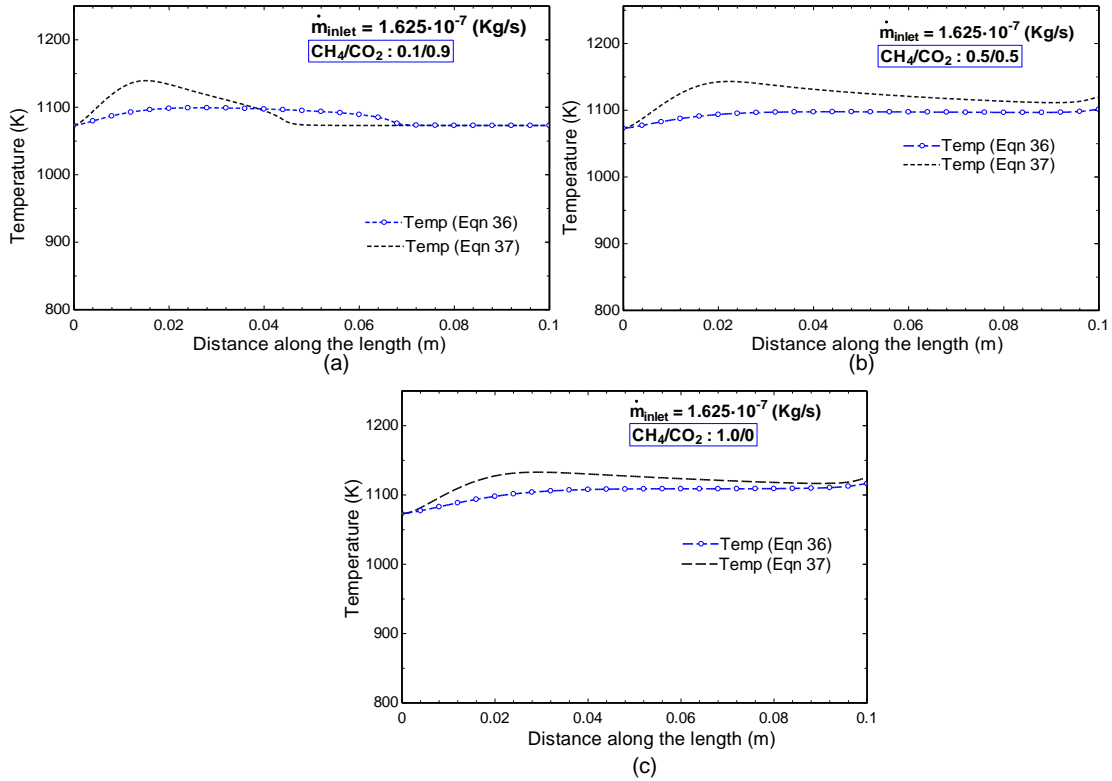 ṁinlet = 1.625·10-7 (Kg/s)
CH4/CO2 : 0.1/0.9
Temperature (K)
1200
1100
1000
900
800
Temp (Eqn 36)
Temp (Eqn 37)
0 0.02 0.04 0.06 0.08 0.1
Distance along the length (m)
(a)
ṁinlet = 1.625·10-7 (Kg/s)
CH4/CO2 : 0.5/0.5
Temperature (K)
1200
1100
1000
900
800
Temp (Eqn 36)
Temp (Eqn 37)
0 0.02 0.04 0.06 0.08 0.1
Distance along the length (m)
(b)
ṁinlet = 1.625·10-7 (Kg/s)
CH4/CO2 : 1.0/0
Temperature (K)
1200
1100
1000
900
800
Temp (Eqn 36)
Temp (Eqn 37)
0 0.02 0.04 0.06 0.08 0.1
Distance along the length (m)
(c)